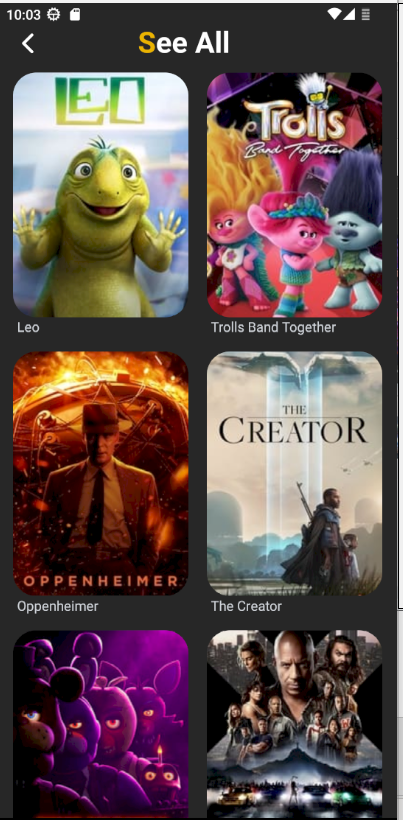 10:03
See All
LEO
Trolls
Band Together
Leo
Trolls Band Together
OPPENHEIMER
THE
CREATOR
Oppenheimer
The Creator